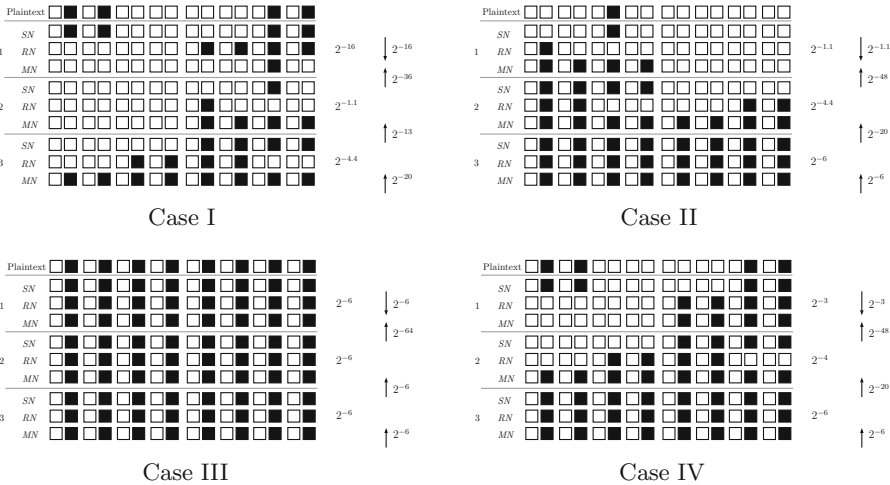 Plaintext
SN
1 RN 2⁻¹⁶ 2⁻¹⁶
MN
2⁻³⁶
SN
2 RN 2⁻¹·¹
MN
2⁻¹³
SN
3 RN 2⁻⁴·⁴
MN 2⁻²⁰
Case I
Plaintext
SN
1 RN 2⁻¹·¹ 2⁻¹·¹
MN
2⁻⁴⁸
SN
2 RN 2⁻⁴·⁴
MN
2⁻²⁰
SN
3 RN 2⁻⁶
MN 2⁻⁶
Case II
Plaintext
SN
1 RN 2⁻⁶ 2⁻⁶
MN
2⁻⁶⁴
SN
2 RN 2⁻⁶
MN
2⁻⁶
SN
3 RN 2⁻⁶
MN 2⁻⁶
Case III
Plaintext
SN
1 RN 2⁻³ 2⁻³
MN
2⁻⁴⁸
SN
2 RN 2⁻⁴
MN
2⁻²⁰
SN
3 RN 2⁻⁶
MN 2⁻⁶
Case IV